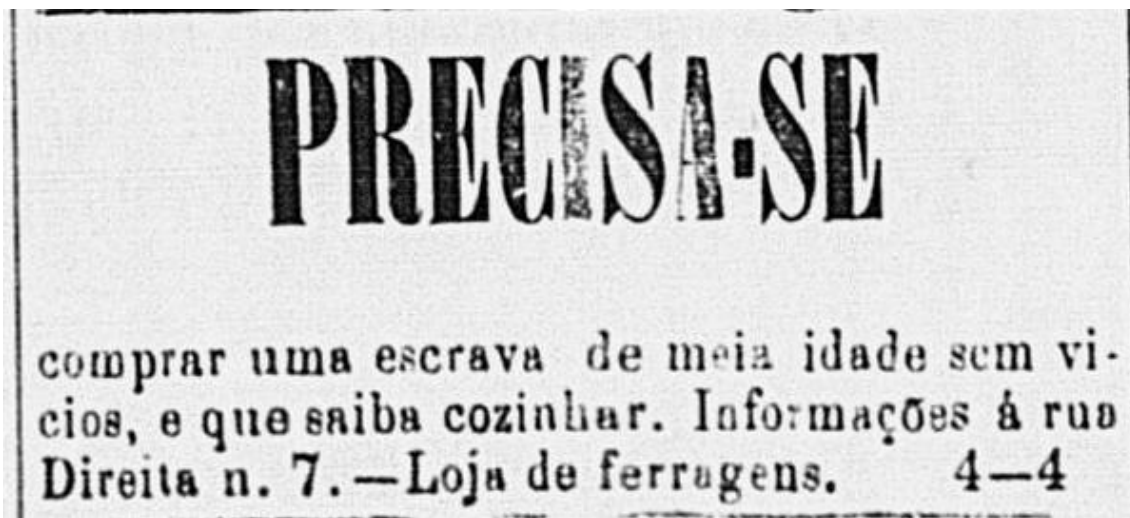 PRECISA-SE
comprar uma escrava de meia idade sem vi-
cios, e que saiba cozinhar. Informações á rua
Direita n. 7.—Loja de ferragens. 4—4